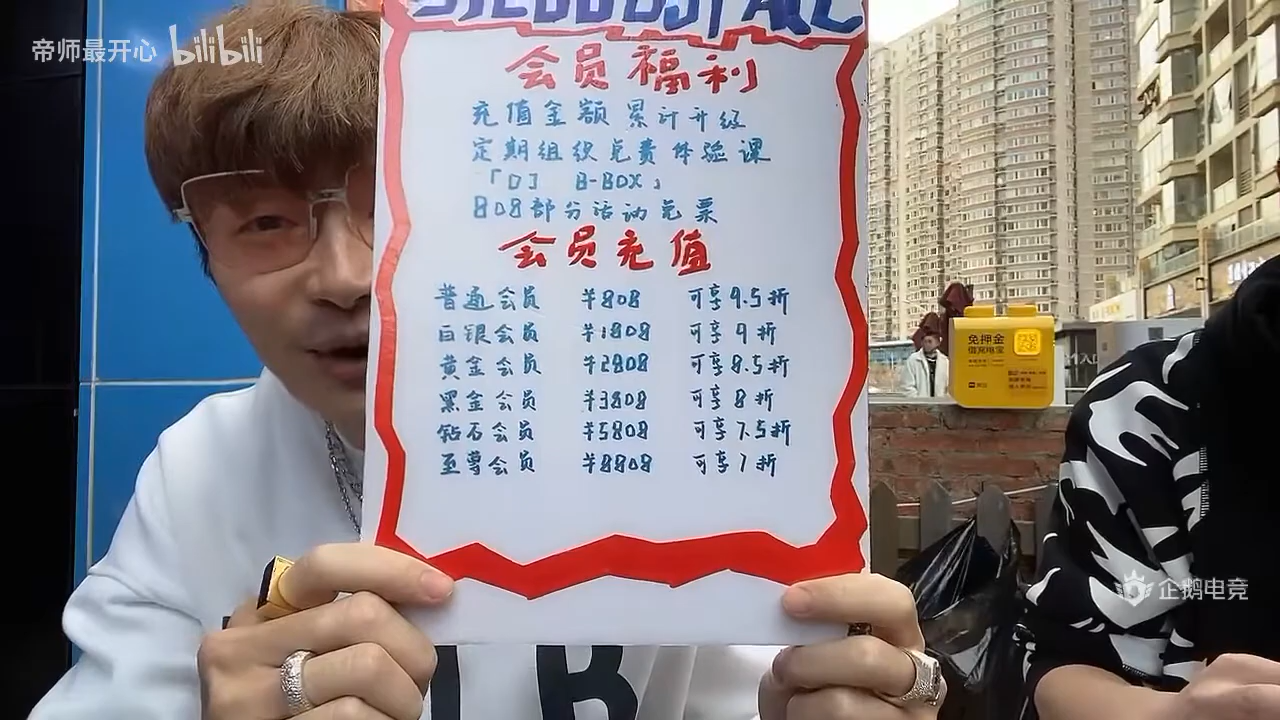 帝师最开心 bilibili
会员福利
充值金额累计升级
定期组织免费体验课
「DJ B-BOX」
808部分活动免票
会员充值
普通会员 ¥808 可享9.5折
白银会员 ¥1808 可享9折
黄金会员 ¥2808 可享8.5折
黑金会员 ¥3808 可享8折
钻石会员 ¥5808 可享7.5折
至尊会员 ¥8808 可享7折
免押金
借充电宝
企鹅电竞